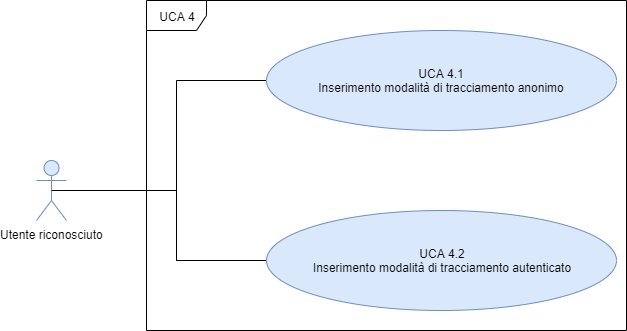 UCA 4
UCA 4.1
Inserimento modalità di tracciamento anonimo
Utente riconosciuto
UCA 4.2
Inserimento modalità di tracciamento autenticato